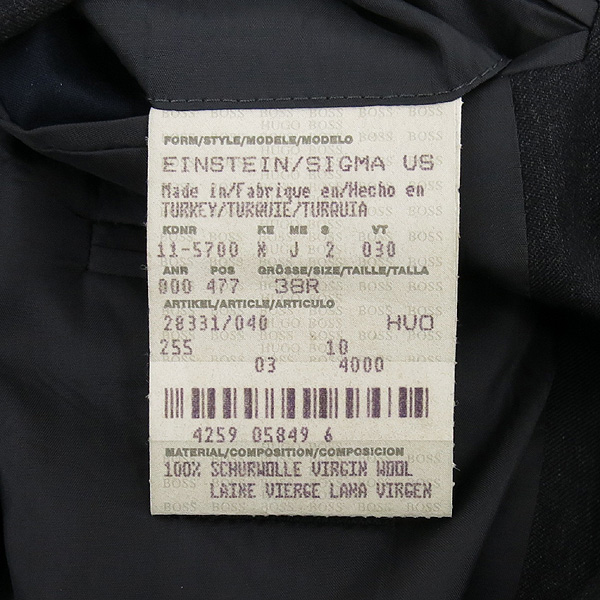 FORM/STYLE/MODELE/MODELO
EINSTEIN/SIGMA US
Made in/Fabrique en/Hecho en
TURKEY/TURQUIE/TURQUIA
KDNR KE ME S VT
11-5700 N J 2 030
ANR POS GRÖSSE/SIZE/TAILLE/TALLA
000 477 38R
ARTIKEL/ARTICLE/ARTICULO
28331/040 HUO
255 10
03 4000
4259 05849 6
MATERIAL/COMPOSITION/COMPOSICION
100% SCHURWOLLE VIRGIN WOOL
LAINE VIERGE LANA VIRGEN